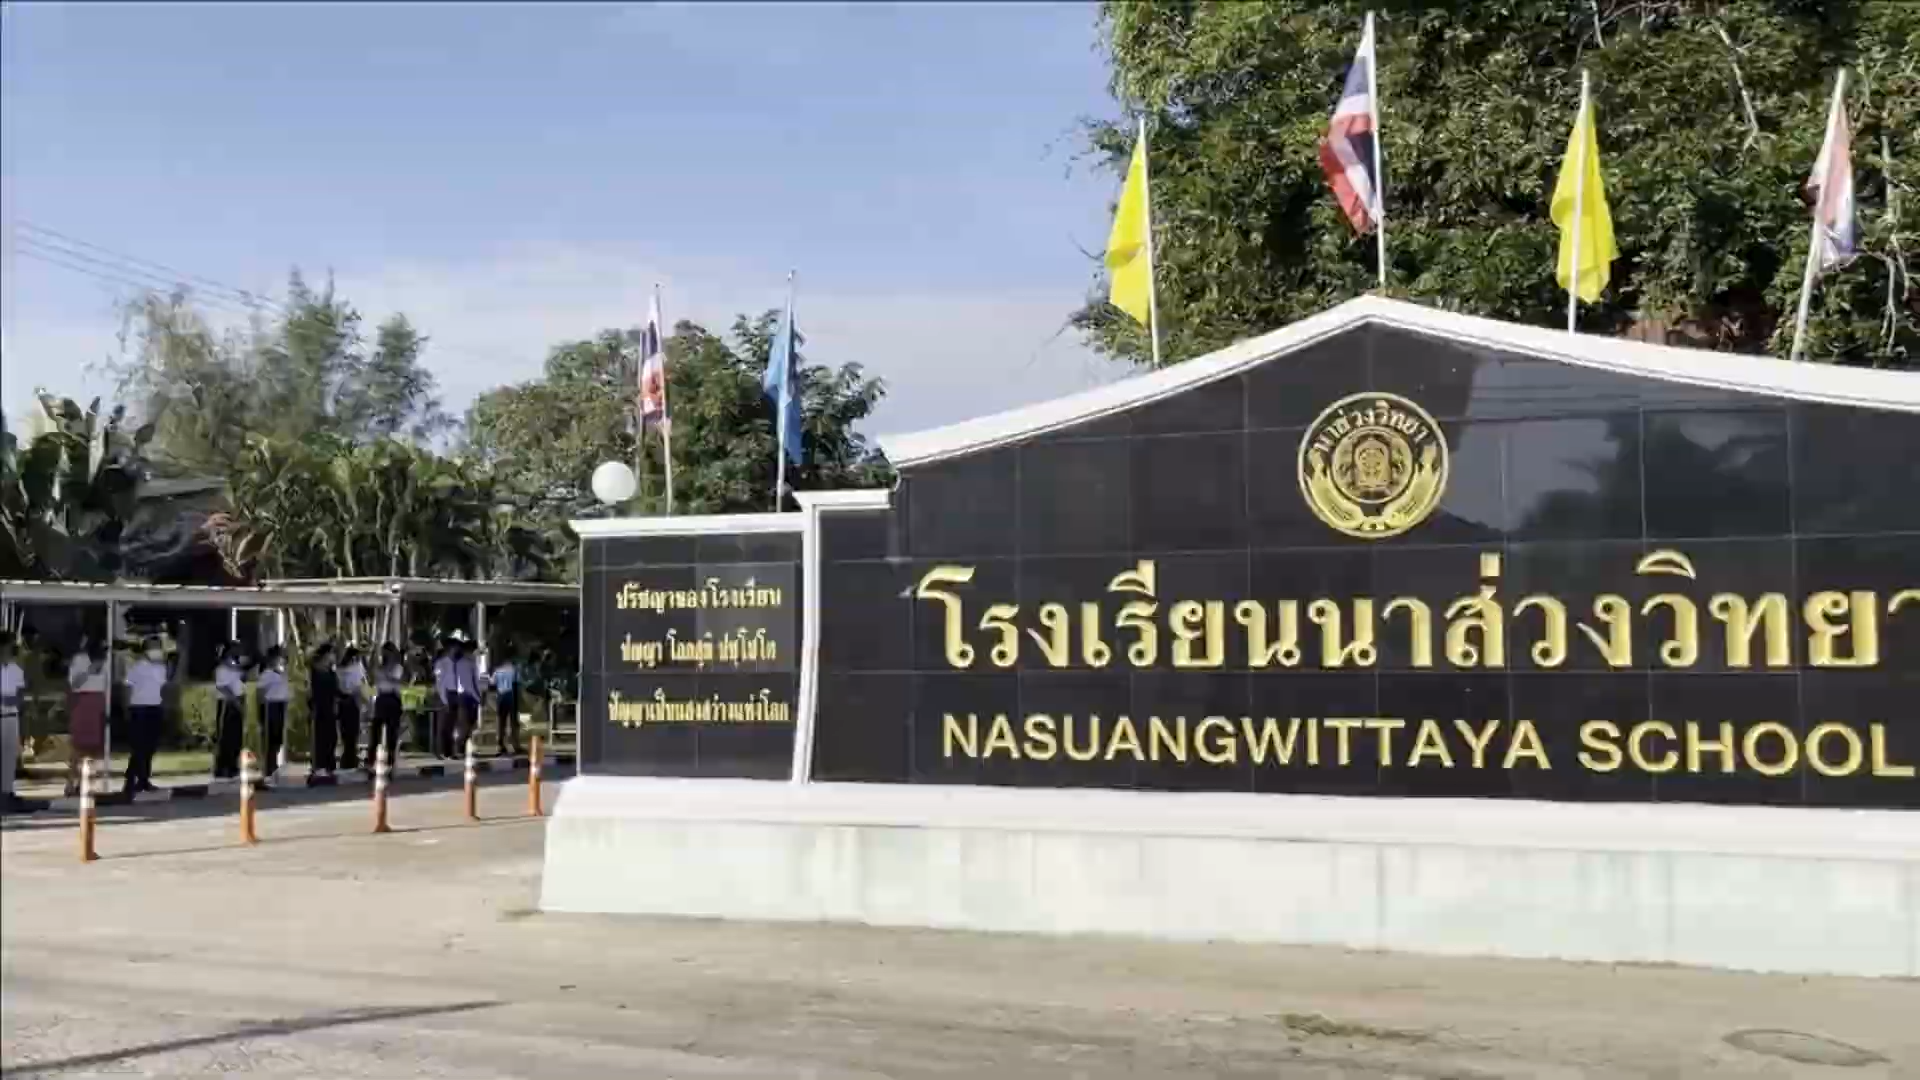 นาส่วงวิทยา
โรงเรียนนาส่วงวิทยา
NASUANGWITTAYA SCHOOL
ปรัชญาของโรงเรียน
ปญฺญา โลกสฺมิ ปชฺโชโต
ปัญญาเป็นแสงสว่างแห่งโลก